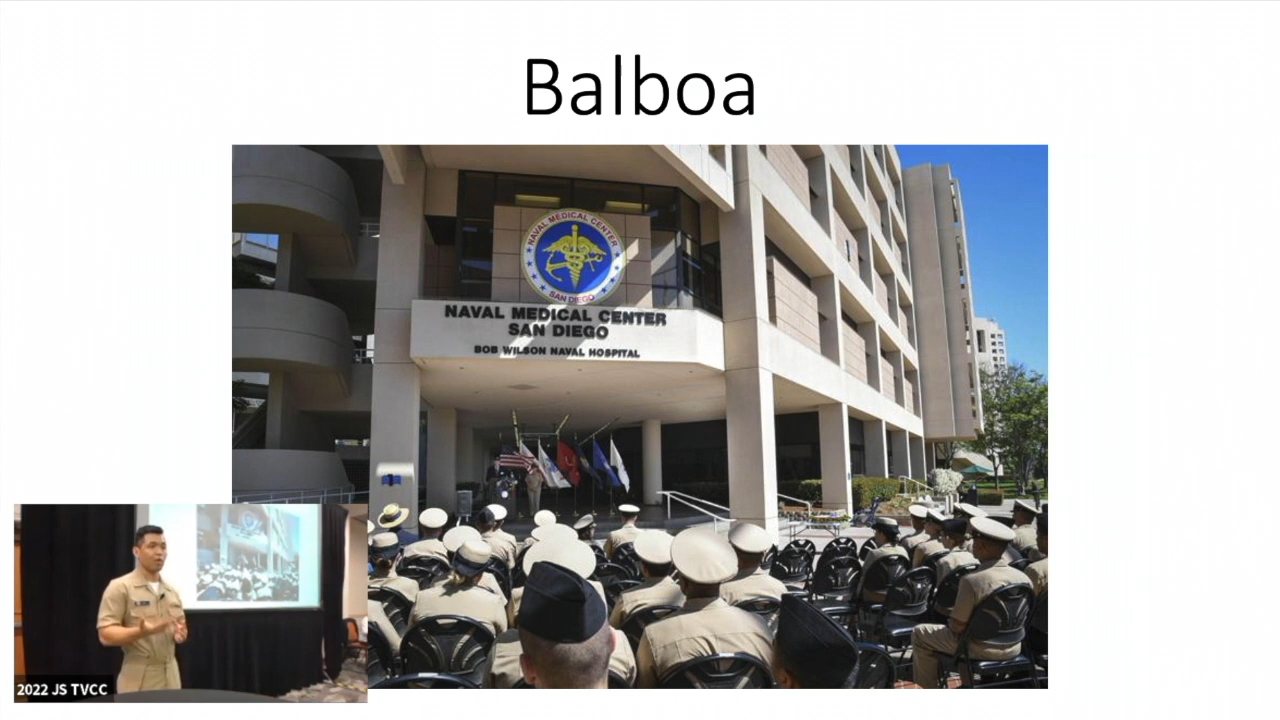 Balboa
NAVAL MEDICAL CENTER
SAN DIEGO
NAVAL MEDICAL CENTER
SAN DIEGO
BOB WILSON NAVAL HOSPITAL
2022 JS TVCC